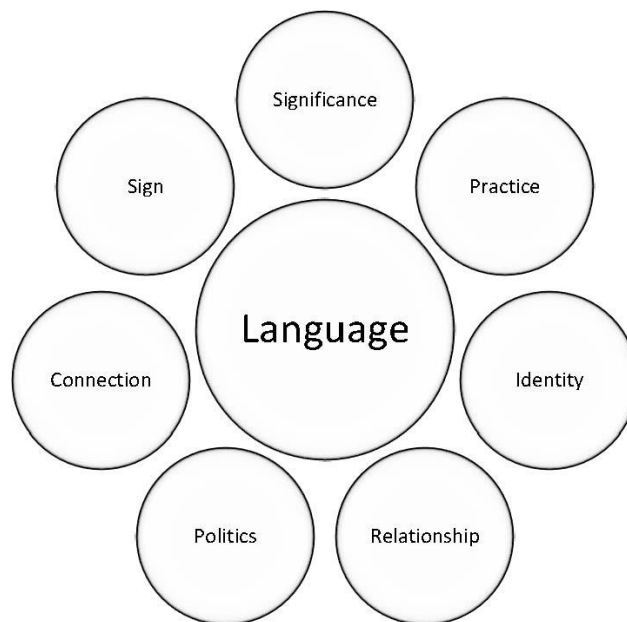 Significance
Sign
Practice
Language
Connection
Identity
Politics
Relationship